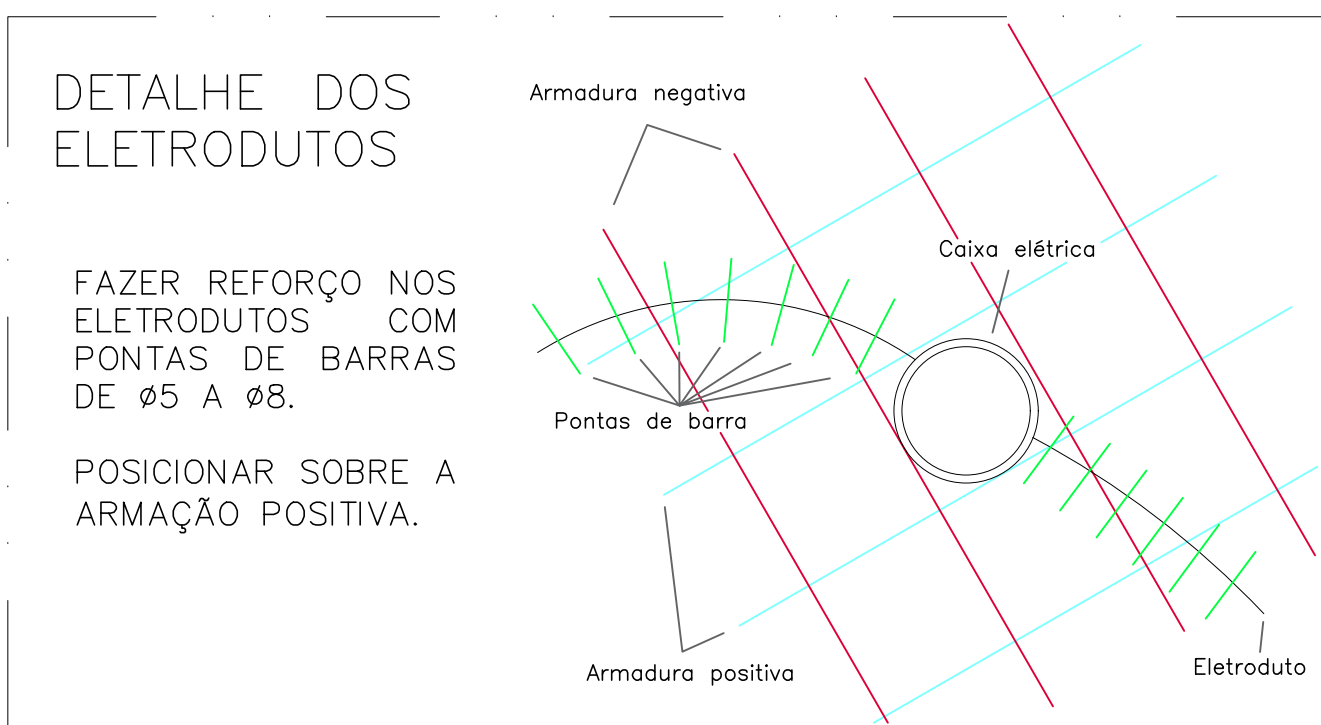 DETALHE DOS
ELETRODUTOS
FAZER REFORÇO NOS
ELETRODUTOS COM
PONTAS DE BARRAS
DE ø5 A ø8.
POSICIONAR SOBRE A
ARMAÇÃO POSITIVA.
Armadura negativa
Caixa elétrica
Pontas de barra
Armadura positiva
Eletroduto